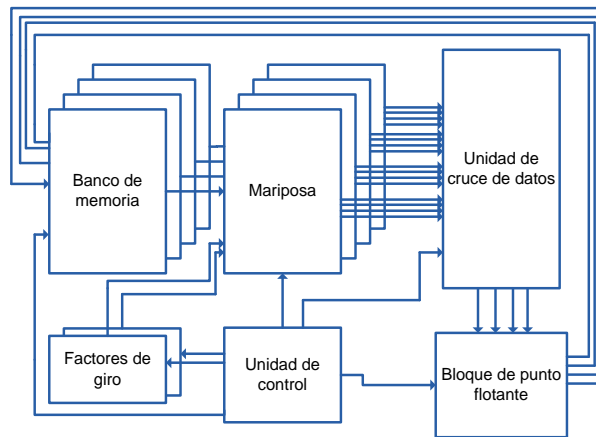 Banco de
memoria
Mariposa
Unidad de
cruce de datos
Factores de
giro
Unidad de
control
Bloque de punto
flotante